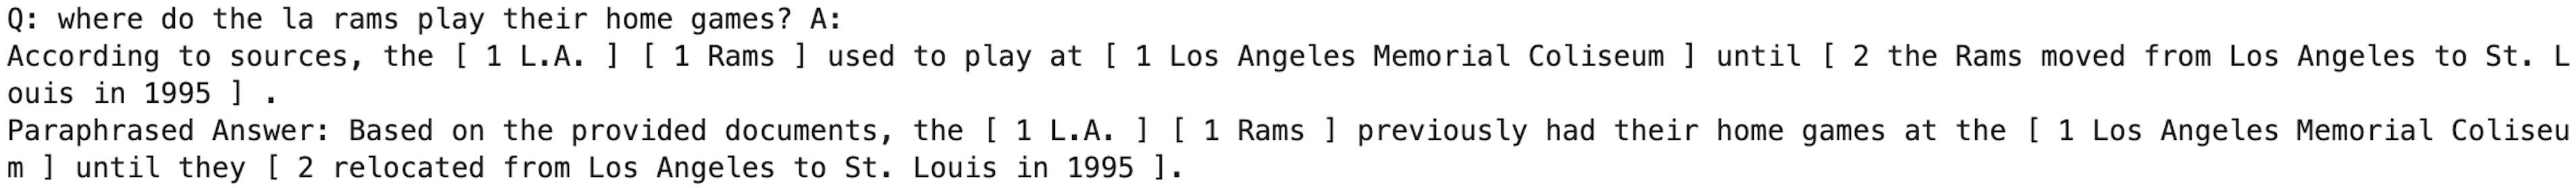 Q: where do the la rams play their home games? A:
According to sources, the [ 1 L.A. ] [ 1 Rams ] used to play at [ 1 Los Angeles Memorial Coliseum ] until [ 2 the Rams moved from Los Angeles to St. L
ouis in 1995 ] .
Paraphrased Answer: Based on the provided documents, the [ 1 L.A. ] [ 1 Rams ] previously had their home games at the [ 1 Los Angeles Memorial Coliseu
m ] until they [ 2 relocated from Los Angeles to St. Louis in 1995 ].